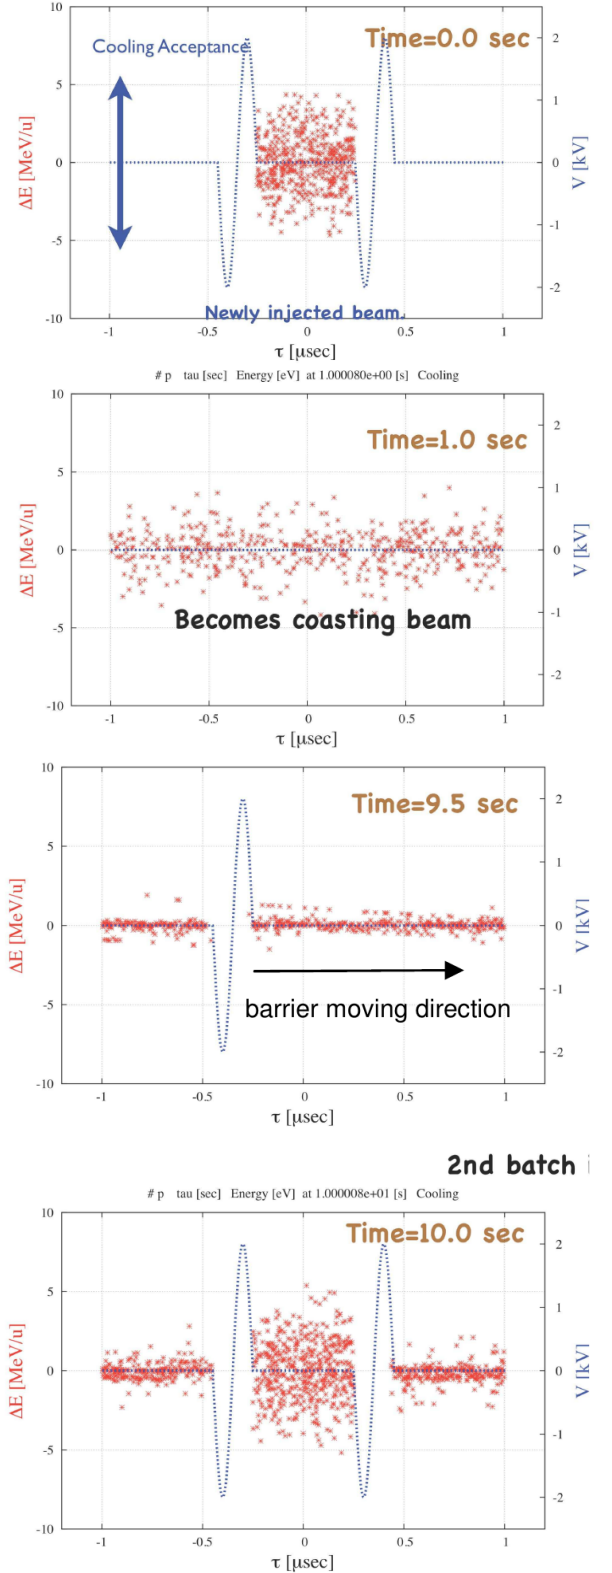 10
Time=0.0 sec
2
Cooling Acceptance
5
1
ΔE [MeV/u]
0
0
V [kV]
-1
-5
-2
Newly injected beam.
-10
-1
-0.5
0
0.5
1
τ [μsec]
# p tau [sec] Energy [eV] at 1.000080e+00 [s] Cooling
10
Time=1.0 sec
2
5
1
ΔE [MeV/u]
0
0
V [kV]
-1
Becomes coasting beam
-5
-2
-10
-1
-0.5
0
0.5
1
τ [μsec]
10
Time=9.5 sec
2
5
1
ΔE [MeV/u]
0
0
V [kV]
barrier moving direction
-1
-5
-2
-10
-1
-0.5
0
0.5
1
τ [μsec]
2nd batch i
# p tau [sec] Energy [eV] at 1.000008e+01 [s] Cooling
10
Time=10.0 sec
2
5
1
ΔE [MeV/u]
0
0
V [kV]
-1
-5
-2
-10
-1
-0.5
0
0.5
1
τ [μsec]